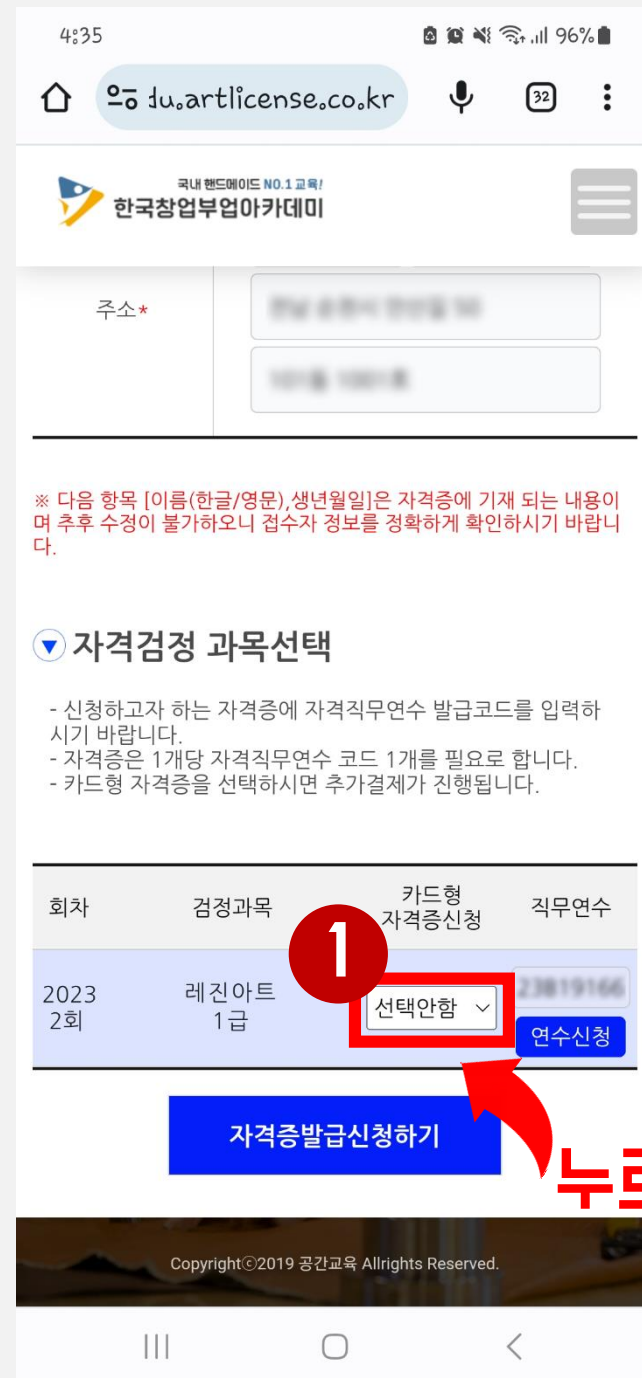 4:35
96%
du.artlicense.co.kr
32
국내 핸드메이드 NO.1 교육!
한국창업부업아카데미
주소*
※ 다음 항목 [이름(한글/영문),생년월일]은 자격증에 기재 되는 내용이
며 추후 수정이 불가하오니 접수자 정보를 정확하게 확인하시기 바랍니
다.
자격검정 과목선택
- 신청하고자 하는 자격증에 자격직무연수 발급코드를 입력하
시기 바랍니다.
- 자격증은 1개당 자격직무연수 코드 1개를 필요로 합니다.
- 카드형 자격증을 선택하시면 추가결제가 진행됩니다.
회차 검정과목 카드형 직무연수
자격증신청
1
2023 레진아트 선택안함
2회 1급 연수신청
자격증발급신청하기
Copyrightⓒ2019 공간교육 Allrights Reserved.